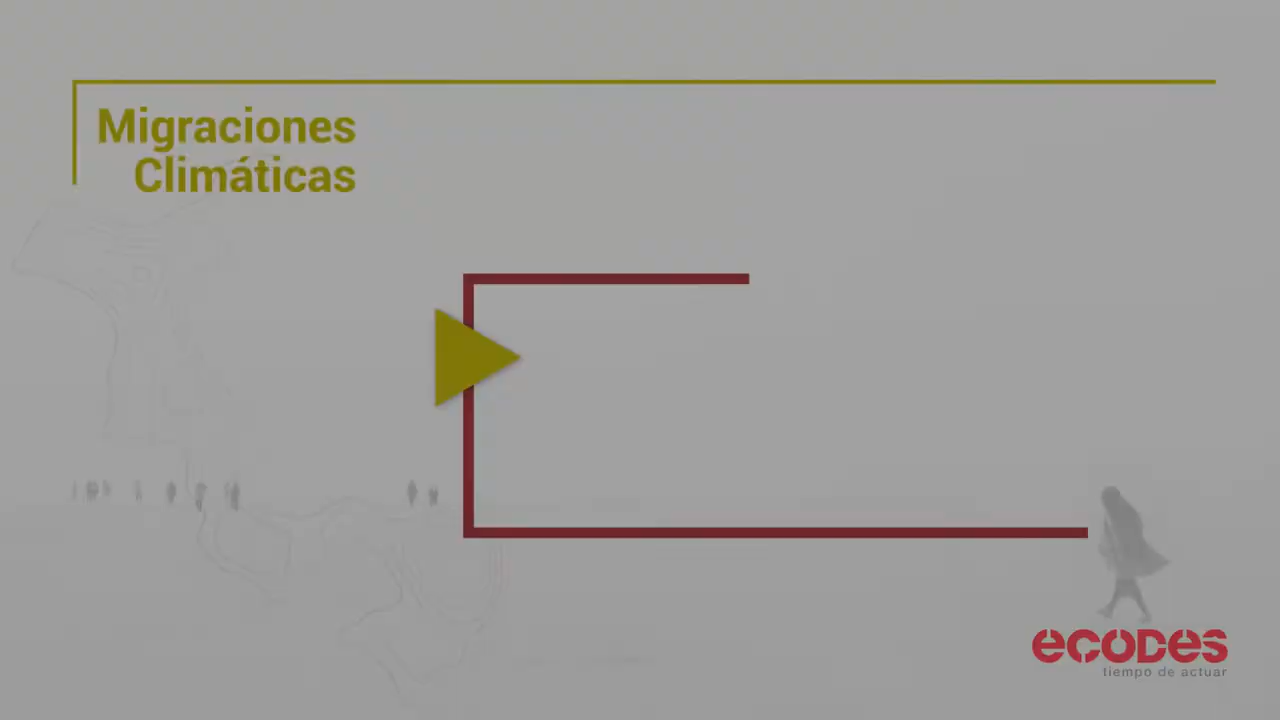 Migraciones
Climáticas
ecodes
tiempo de actuar